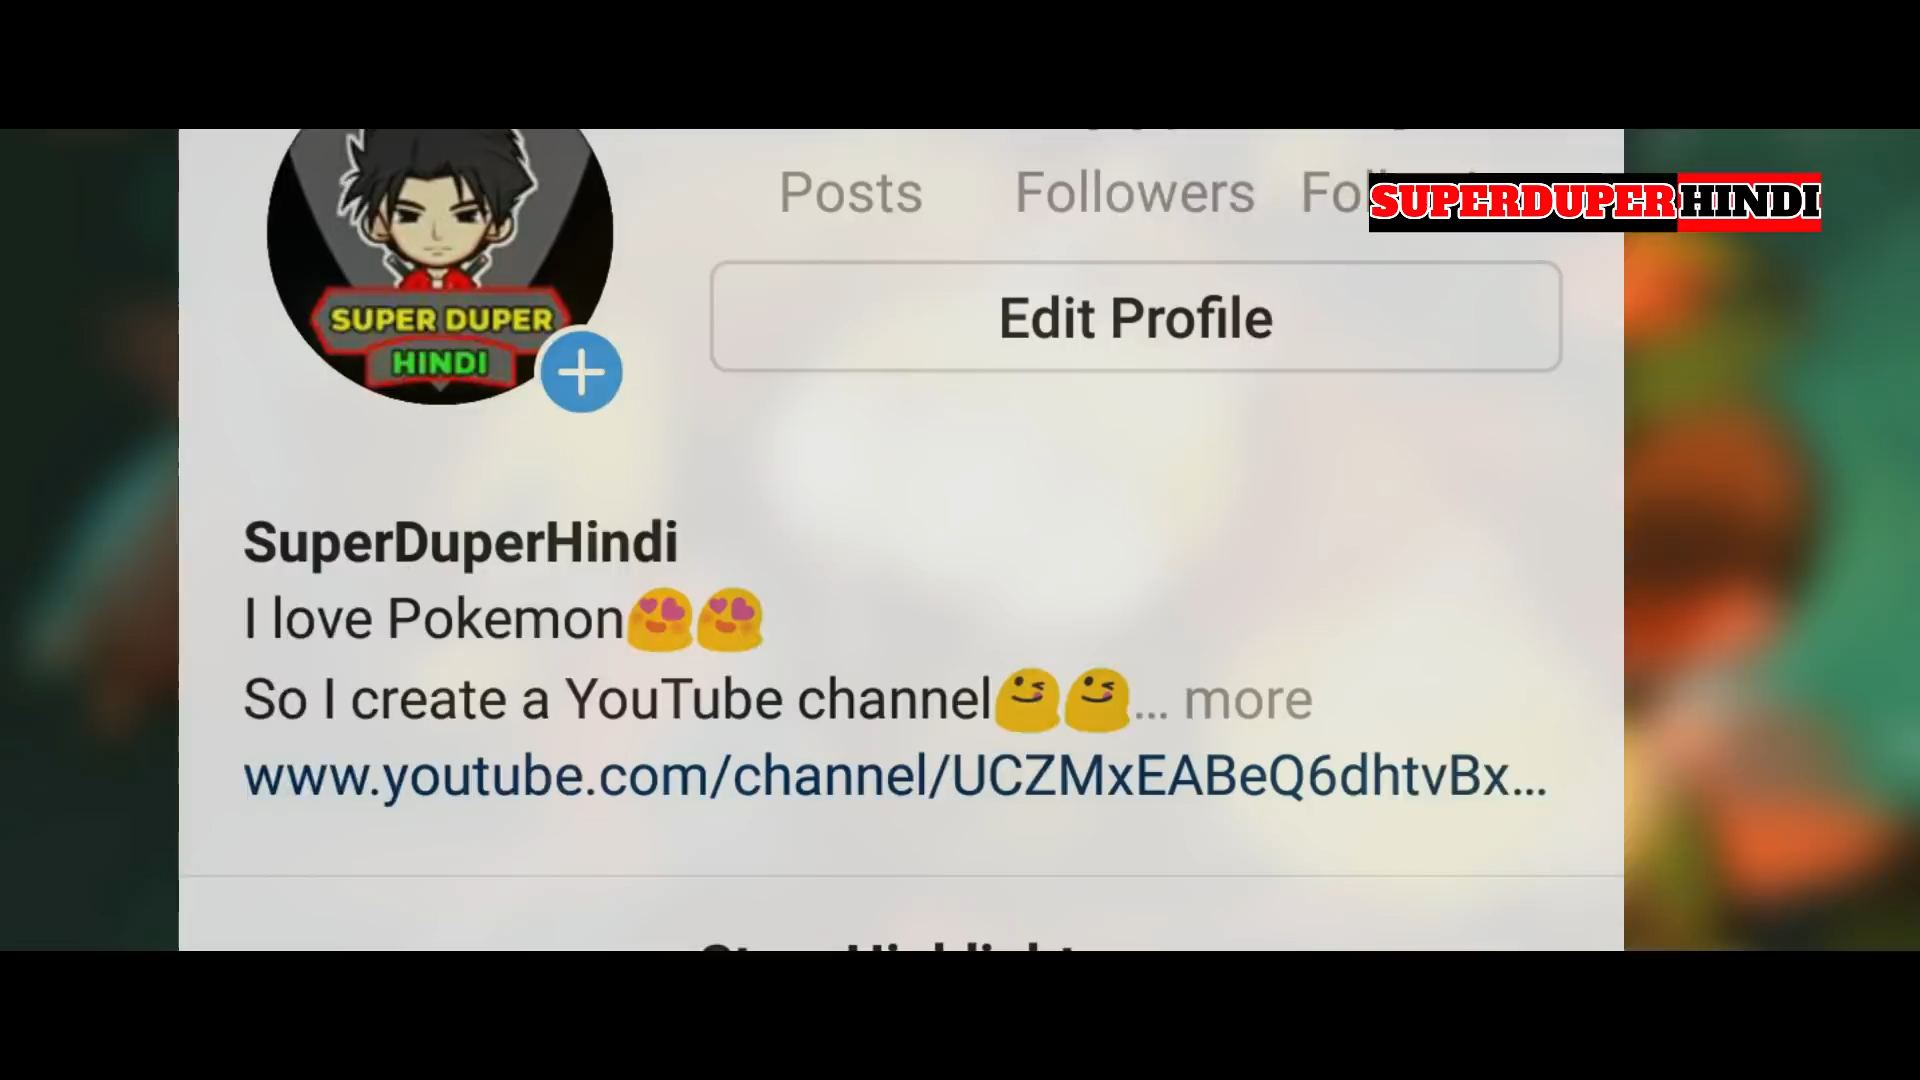 Posts Followers
SUPERDUPERHINDI
SUPER DUPER
HINDI
Edit Profile
SuperDuperHindi
I love Pokemon😍😍
So I create a YouTube channel😜😜... more
www.youtube.com/channel/UCZMxEABeQ6dhtvBx...